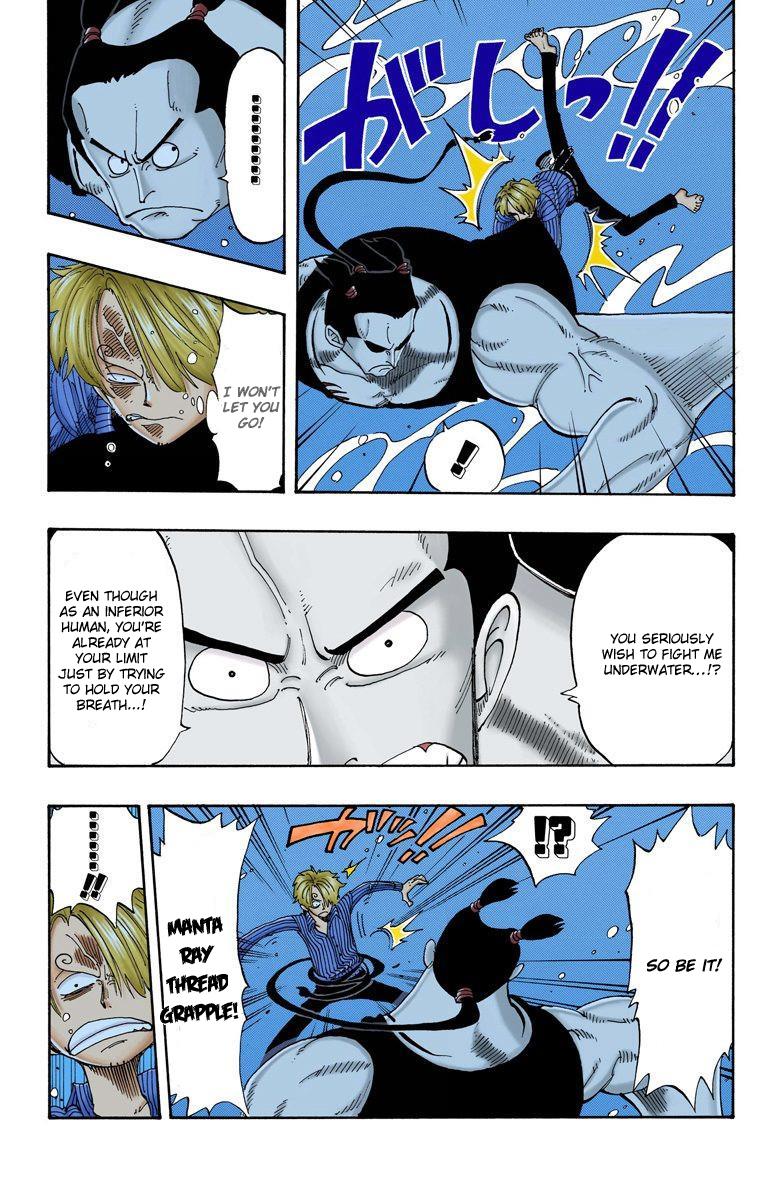 がしっ!!
!
............
I WON'T
LET YOU
GO!
YOU SERIOUSLY
WISH TO FIGHT ME
UNDERWATER...!?
EVEN THOUGH
AS AN INFERIOR
HUMAN, YOU'RE
ALREADY AT
YOUR LIMIT
JUST BY TRYING
TO HOLD YOUR
BREATH...!
SO BE IT!
!?
ガッ!!!
MANTA
RAY
THREAD
GRAPPLE!
.........!!